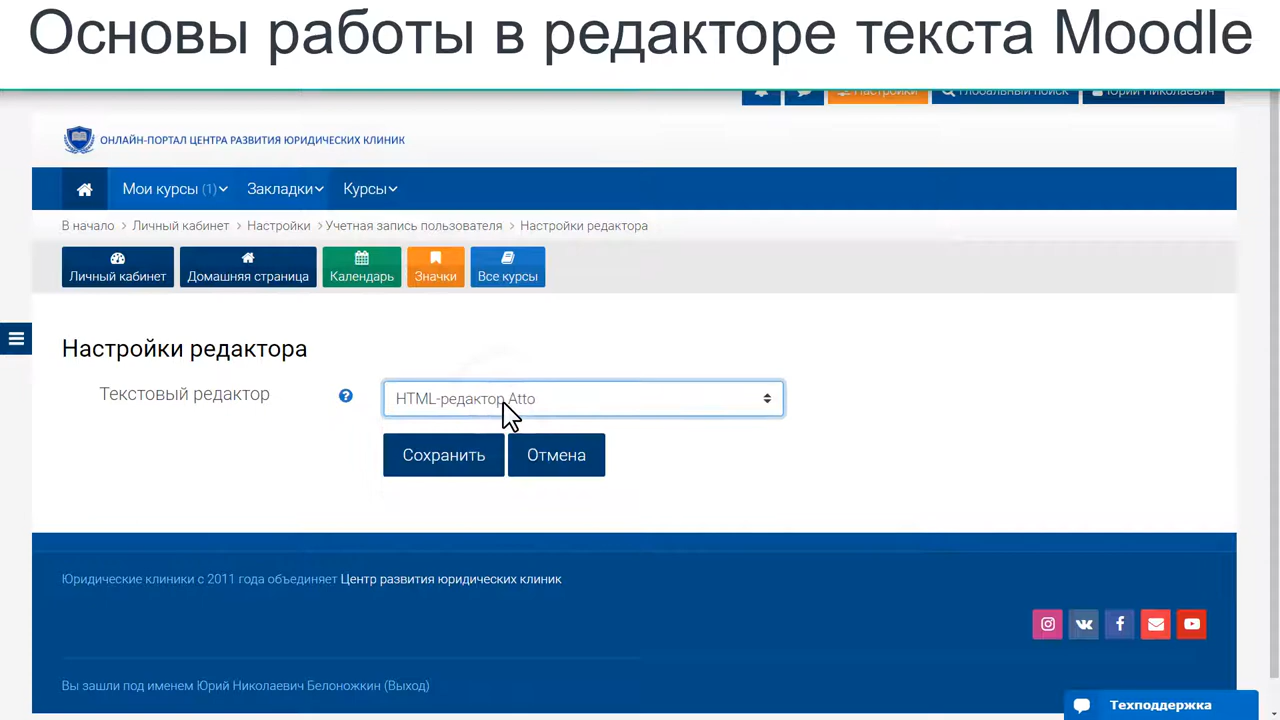 Основы работы в редакторе текста Moodle
Настройки
Глобальный поиск
Юрий Николаевич
ОНЛАЙН-ПОРТАЛ ЦЕНТРА РАЗВИТИЯ ЮРИДИЧЕСКИХ КЛИНИК
Мои курсы (1) Закладки Курсы
В начало > Личный кабинет > Настройки > Учетная запись пользователя > Настройки редактора
Личный кабинет
Домашняя страница
Календарь
Значки
Все курсы
Настройки редактора
Текстовый редактор
HTML-редактор Atto
Сохранить
Отмена
Юридические клиники с 2011 года объединяет Центр развития юридических клиник
Вы зашли под именем Юрий Николаевич Белоножкин (Выход)
Техподдержка